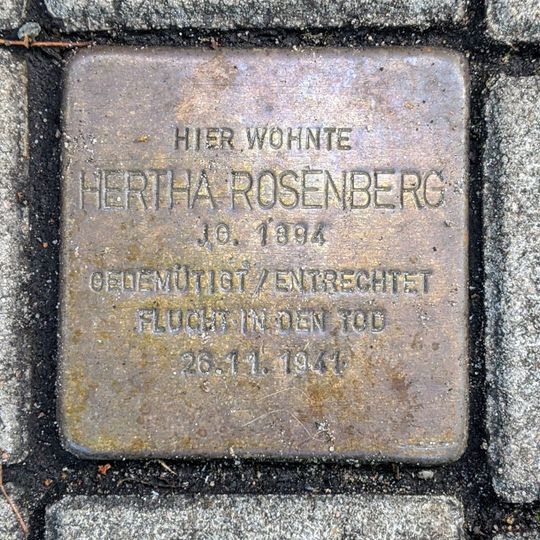 HIER WOHNTE
HERTHA ROSENBERG
JG. 1894
GEDEMÜTIGT / ENTRECHTET
FLUCHT IN DEN TOD
26.11.1941